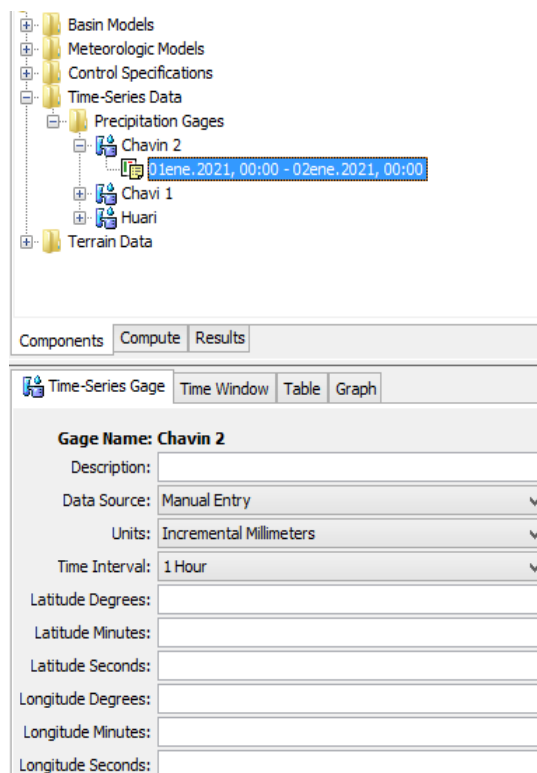 Basin Models
Meteorologic Models
Control Specifications
Time-Series Data
Precipitation Gages
Chavin 2
01ene.2021, 00:00 - 02ene.2021, 00:00
Chavi 1
Huari
Terrain Data
Components Compute Results
Time-Series Gage Time Window Table Graph
Gage Name: Chavin 2
Description:
Data Source: Manual Entry
Units: Incremental Millimeters
Time Interval: 1 Hour
Latitude Degrees:
Latitude Minutes:
Latitude Seconds:
Longitude Degrees:
Longitude Minutes:
Longitude Seconds: